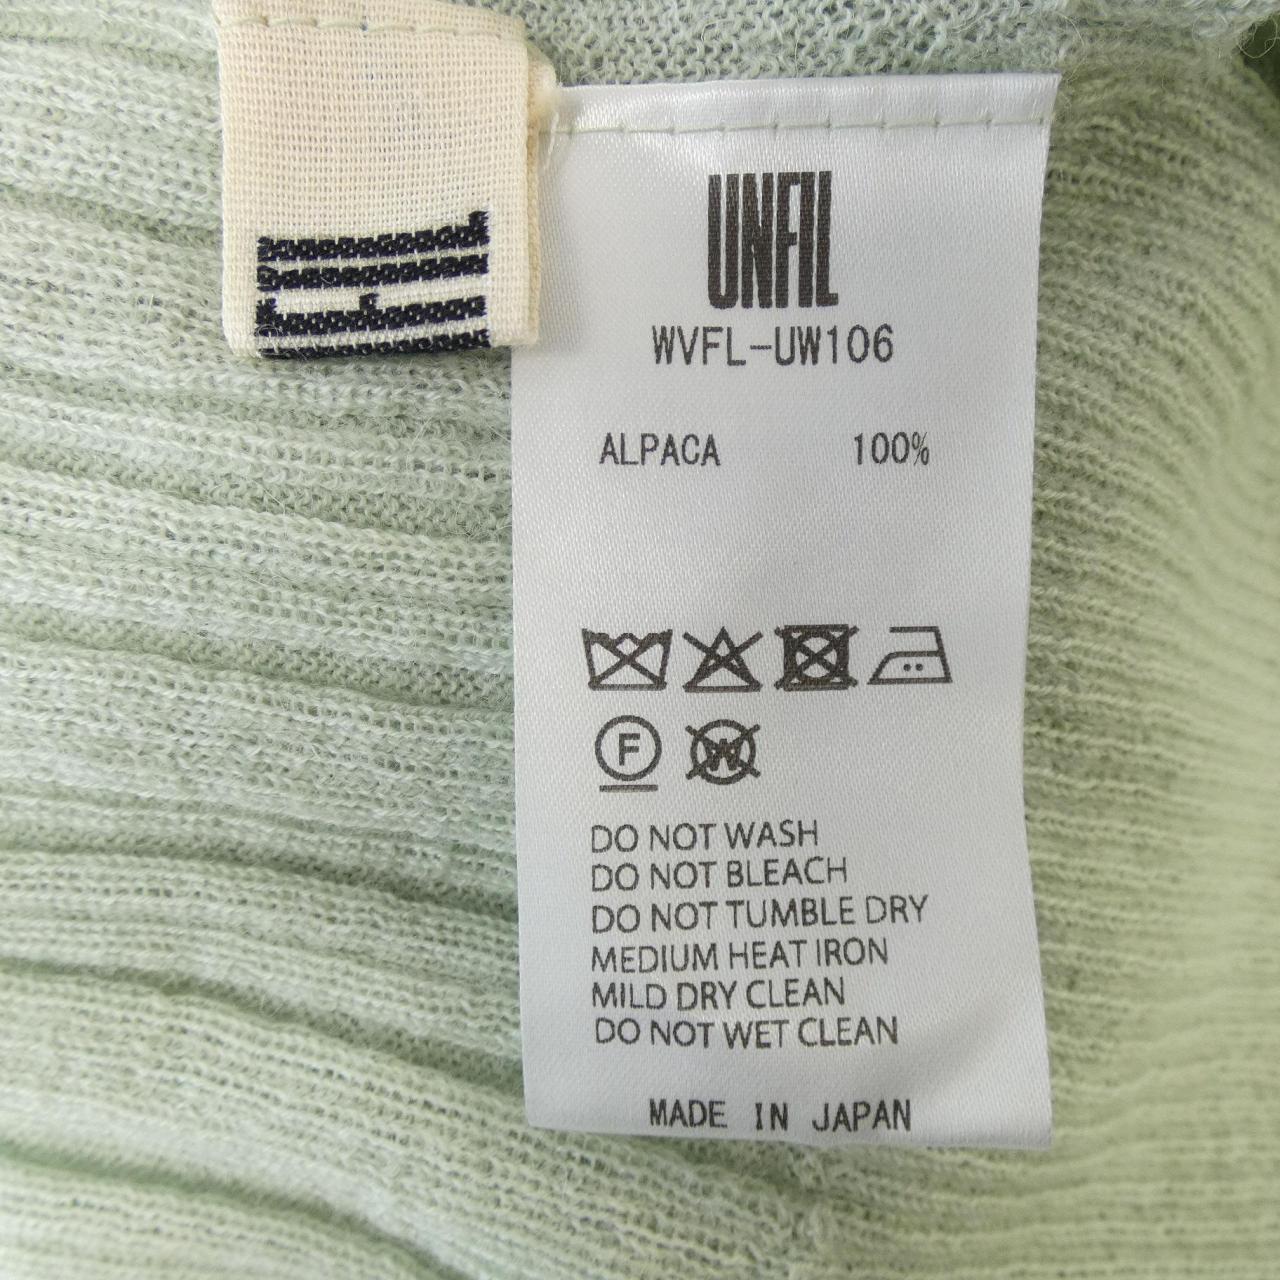 UNFIL
WVFL-UW106
ALPACA 100%
F
W
DO NOT WASH
DO NOT BLEACH
DO NOT TUMBLE DRY
MEDIUM HEAT IRON
MILD DRY CLEAN
DO NOT WET CLEAN
MADE IN JAPAN